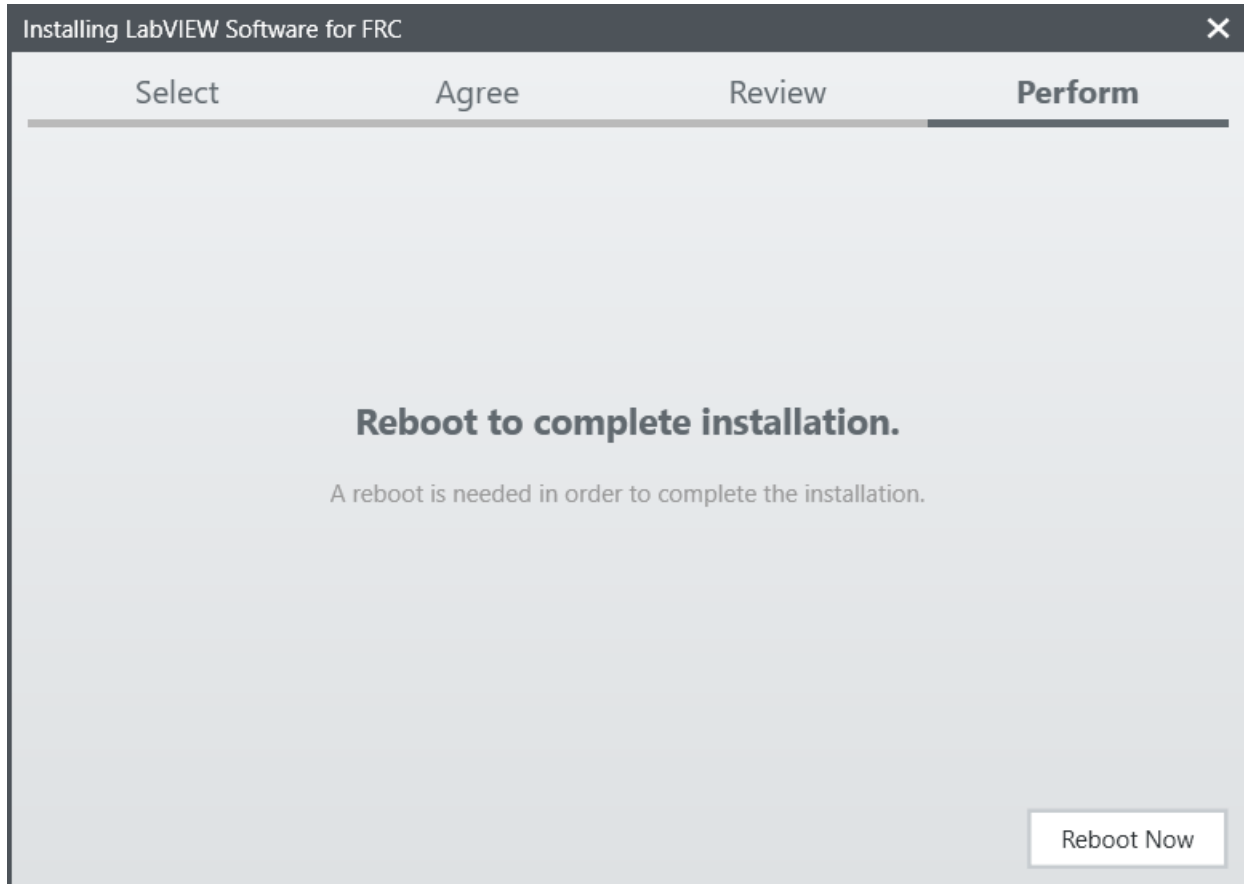 Installing LabVIEW Software for FRC
Select Agree Review Perform
Reboot to complete installation.
A reboot is needed in order to complete the installation.
Reboot Now